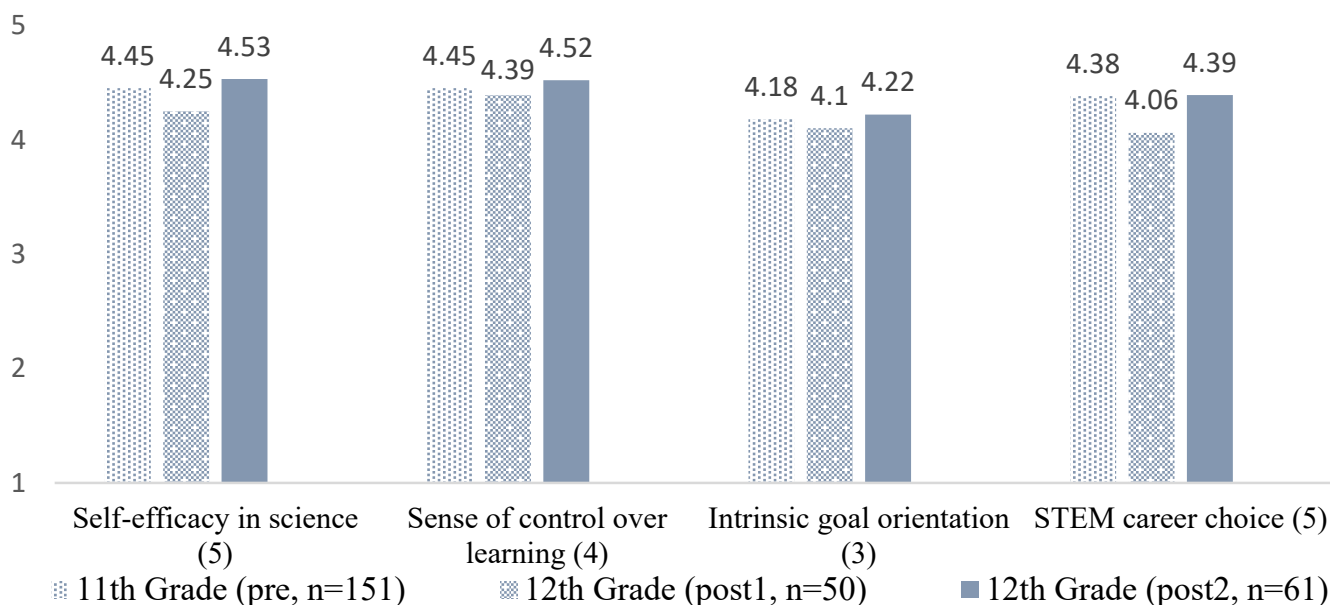 5
4.45
4.25
4.53
4.45
4.39
4.52
4.18
4.1
4.22
4.38
4.06
4.39
4
3
2
1
Self-efficacy in science
(5)
Sense of control over
learning (4)
Intrinsic goal orientation
(3)
STEM career choice (5)
11th Grade (pre, n=151)
12th Grade (post1, n=50)
12th Grade (post2, n=61)